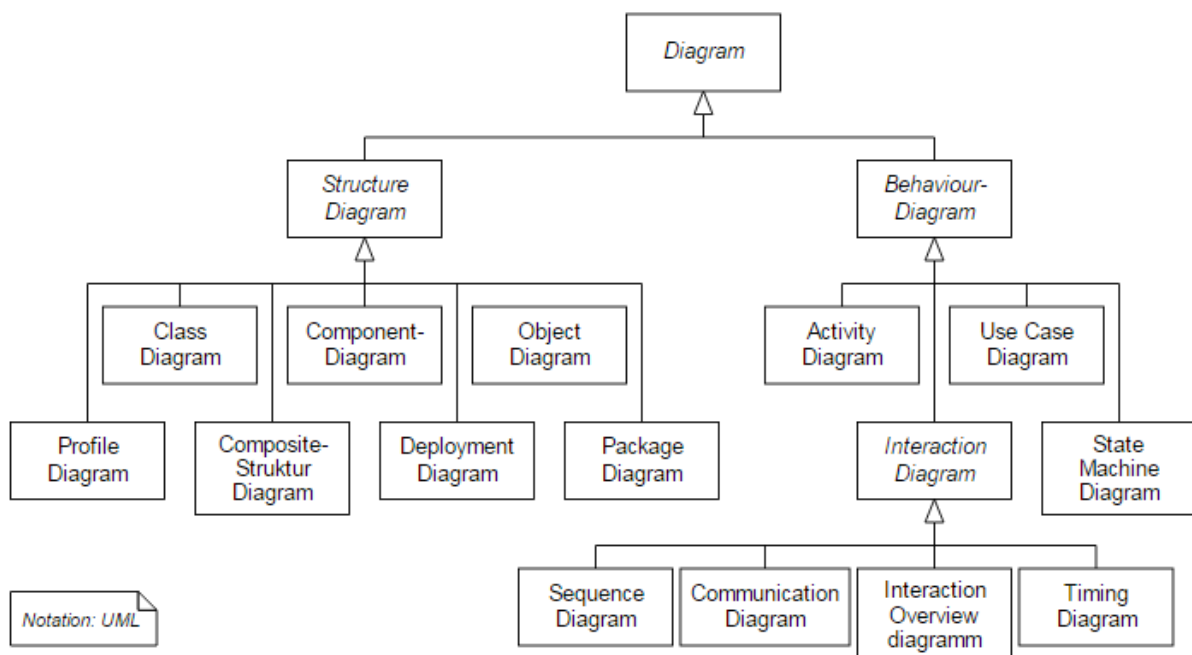 Diagram
Structure
Diagram
Behaviour-
Diagram
Class
Diagram
Component-
Diagram
Object
Diagram
Activity
Diagram
Use Case
Diagram
Profile
Diagram
Composite-
Struktur
Diagram
Deployment
Diagram
Package
Diagram
Interaction
Diagram
State
Machine
Diagram
Sequence
Diagram
Communication
Diagram
Interaction
Overview
diagramm
Timing
Diagram
Notation: UML